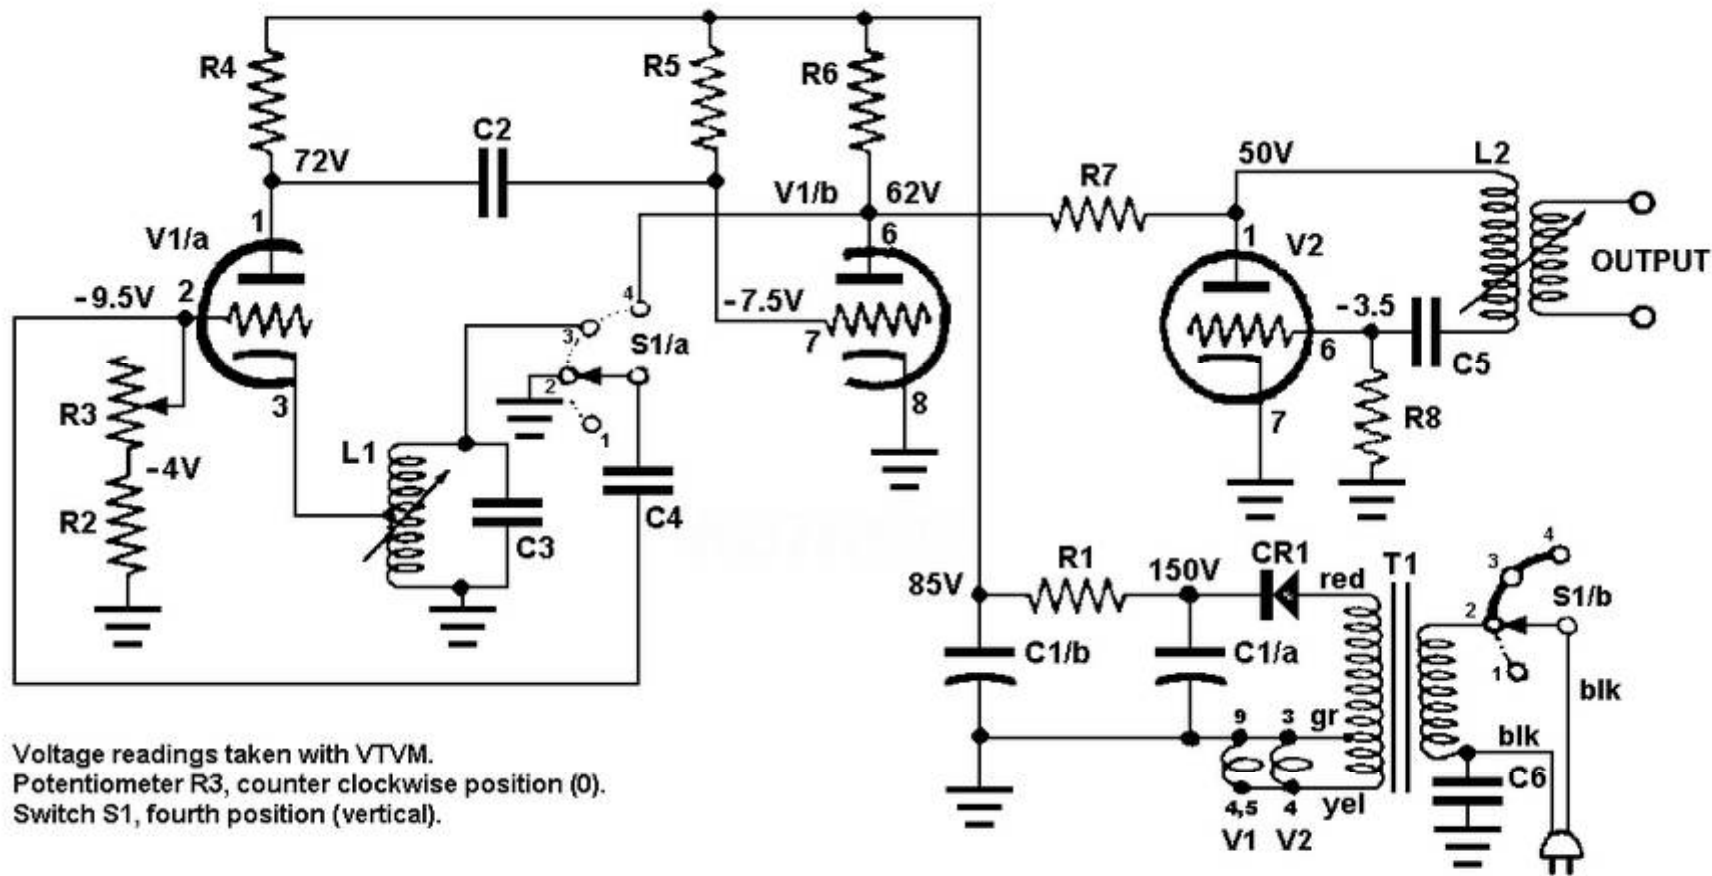 R4
R5
R6
C2
72V
V1/b
62V
R7
50V
L2
V1/a
1
6
1
V2
-9.5V
2
4
-7.5V
OUTPUT
3
S1/a
7
-3.5
6
C5
2
R3
3
8
7
R8
1
L1
-4V
R2
C4
C3
85V
R1
150V
CR1
red
T1
4
3
S1/b
2
C1/b
C1/a
1
blk
9
3
gr
blk
C6
4,5
4
yel
V1
V2
Voltage readings taken with VTVM.
Potentiometer R3, counter clockwise position (0).
Switch S1, fourth position (vertical).